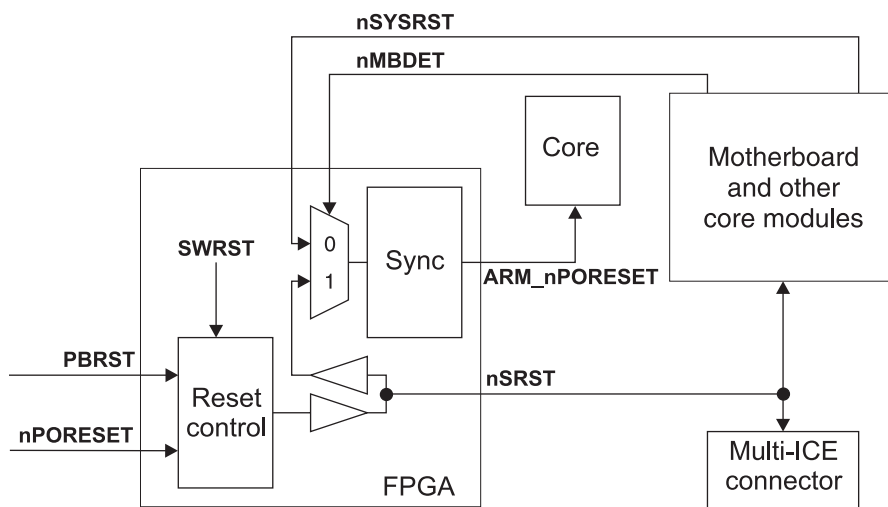 nSYSRST
nMBDET
Core
Motherboard
and other
core modules
SWRST
0
1
Sync
ARM_nPORESET
PBRST
Reset
control
nSRST
nPORESET
FPGA
Multi-ICE
connector